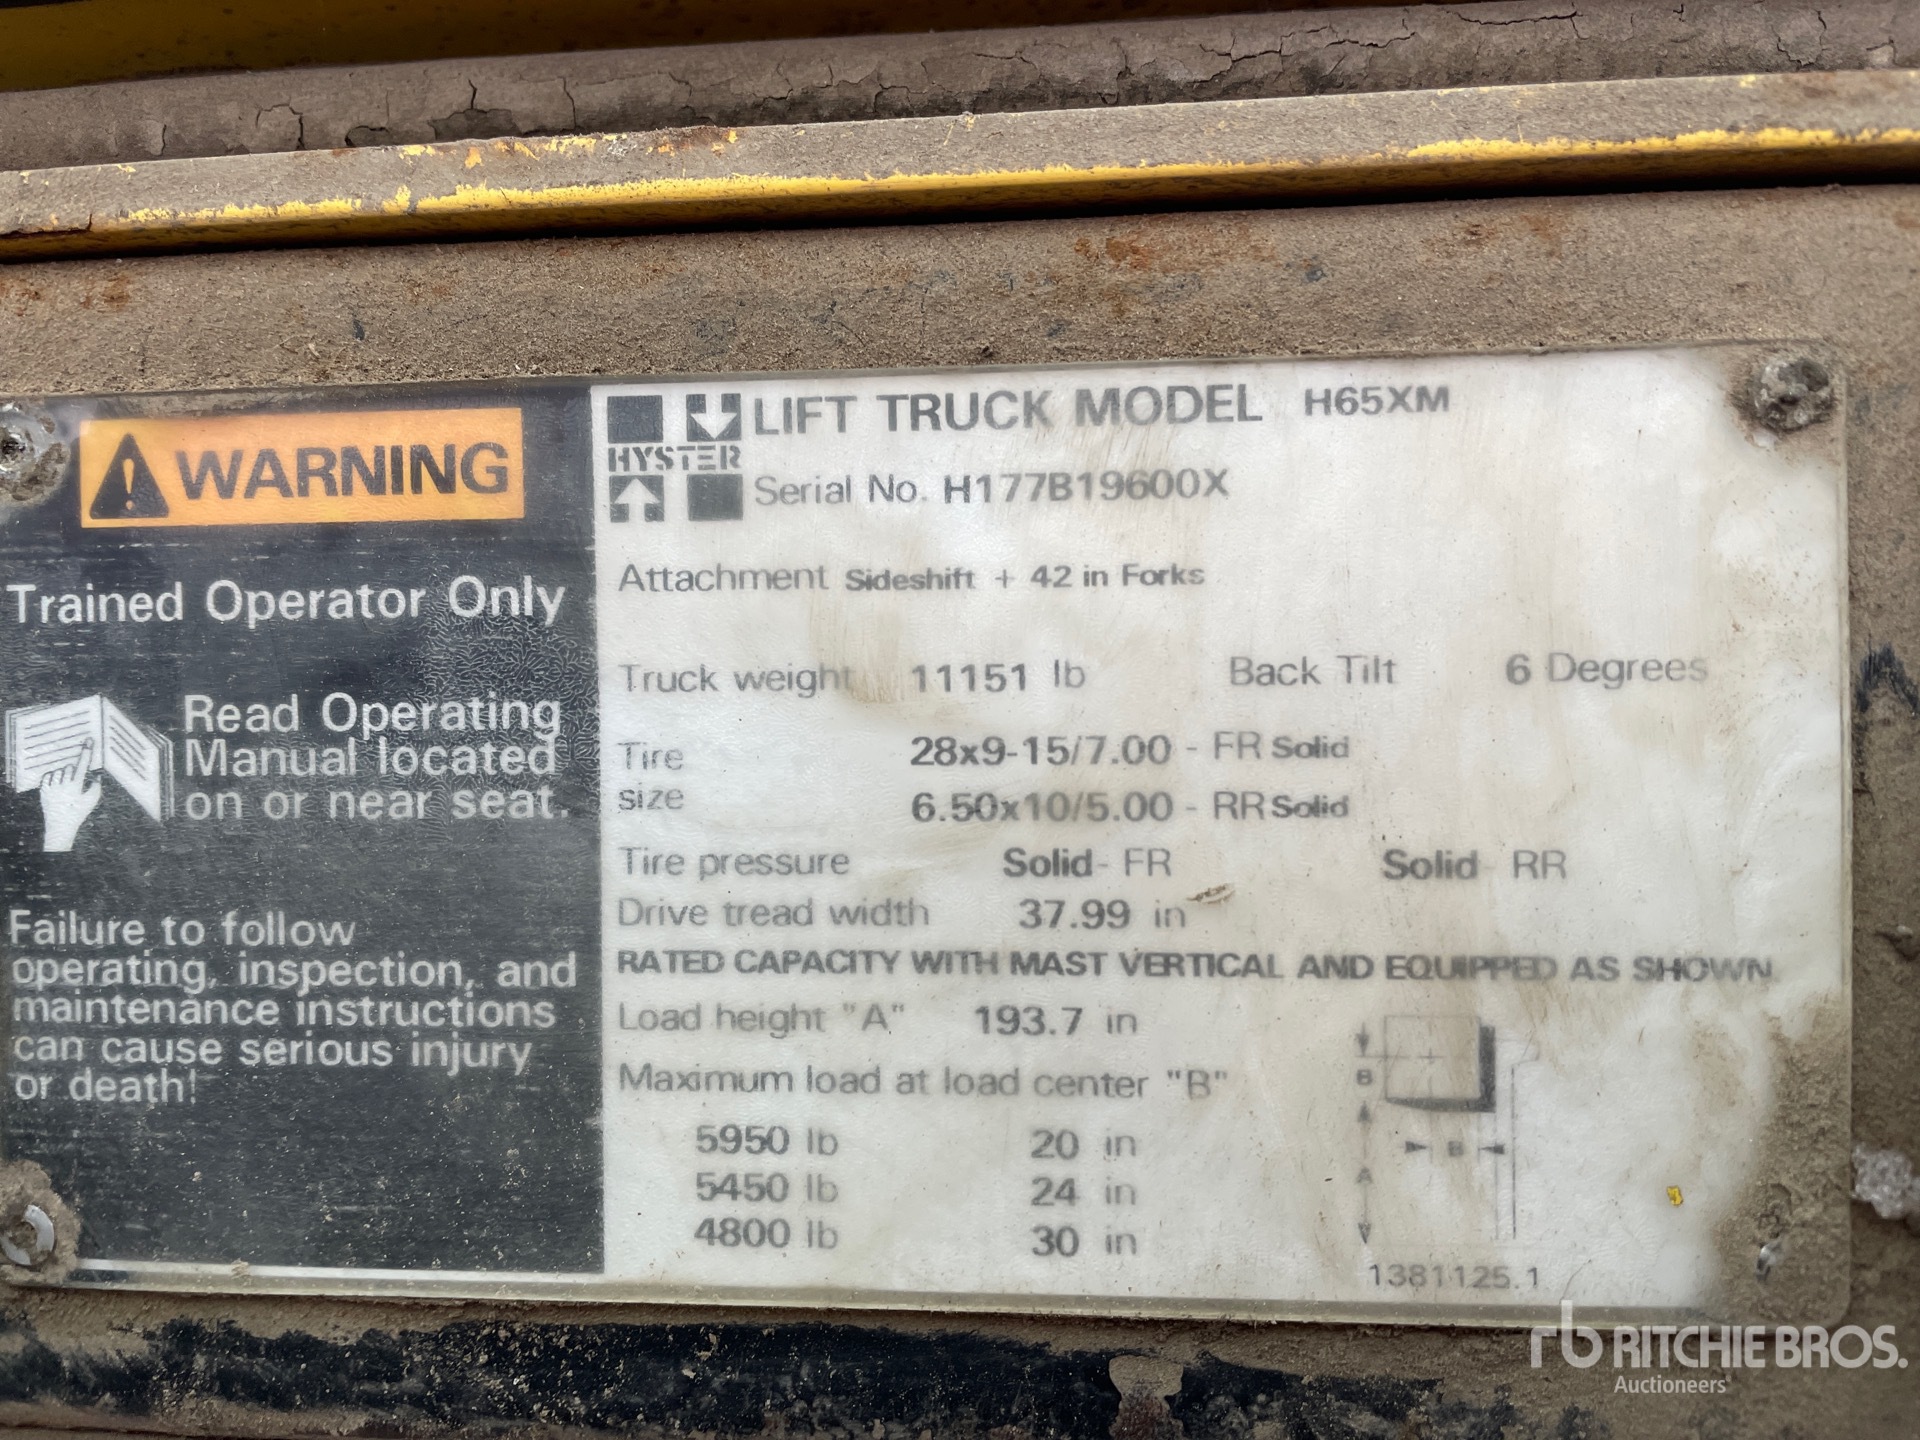 WARNING
Trained Operator Only
Read Operating
Manual located
on or near seat.
Failure to follow
operating, inspection, and
maintenance instructions
can cause serious injury
or death!
HYSTER
LIFT TRUCK MODEL H65XM
Serial No. H177B19600X
Attachment Sideshift + 42 in Forks
Truck weight 11151 lb Back Tilt 6 Degrees
Tire 28x9-15/7.00 - FR Solid
size 6.50x10/5.00 - RR Solid
Tire pressure Solid - FR Solid RR
Drive tread width 37.99 in
RATED CAPACITY WITH MAST VERTICAL AND EQUIPPED AS SHOWN
Load height "A" 193.7 in
Maximum load at load center "B"
5950 lb 20 in
5450 lb 24 in
4800 lb 30 in
B
B
A
1381125.1
rb RITCHIE BROS.
Auctioneers